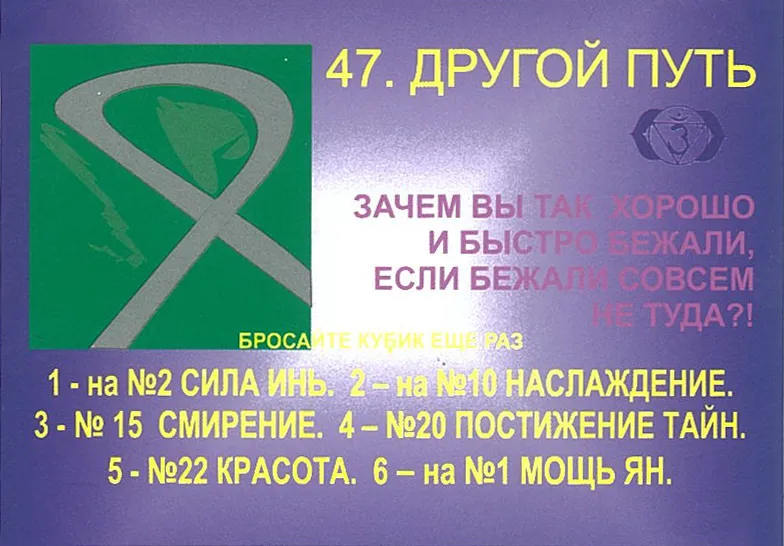 47. ДРУГОЙ ПУТЬ
ЗАЧЕМ ВЫ ТАК ХОРОШО
И БЫСТРО БЕЖАЛИ,
ЕСЛИ БЕЖАЛИ СОВСЕМ
НЕ ТУДА?!
БРОСАЙТЕ КУБИК ЕЩЕ РАЗ
1 - на №2 СИЛА ИНЬ. 2 – на №10 НАСЛАЖДЕНИЕ.
3 - № 15 СМИРЕНИЕ. 4 – №20 ПОСТИЖЕНИЕ ТАЙН.
5 - №22 КРАСОТА. 6 – на №1 МОЩЬ ЯН.